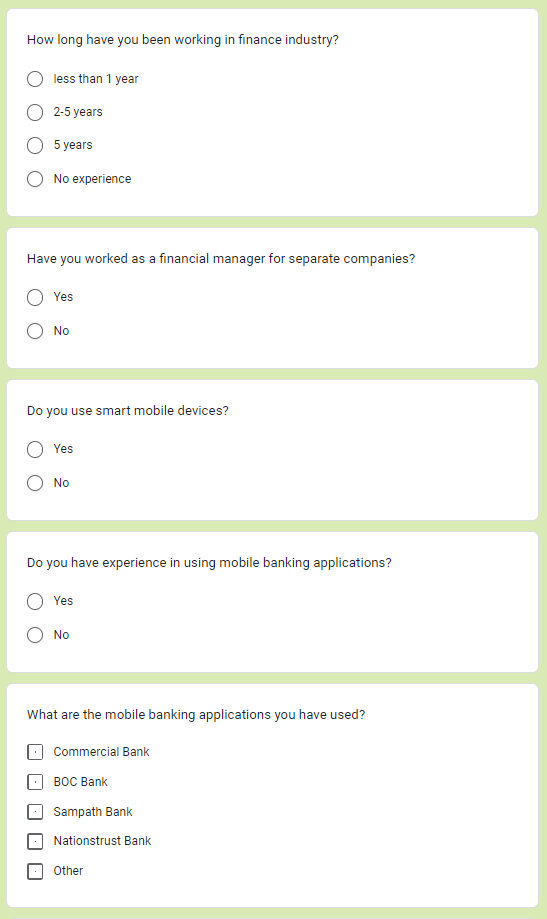 How long have you been working in finance industry?
less than 1 year
2-5 years
5 years
No experience
Have you worked as a financial manager for separate companies?
Yes
No
Do you use smart mobile devices?
Yes
No
Do you have experience in using mobile banking applications?
Yes
No
What are the mobile banking applications you have used?
Commercial Bank
BOC Bank
Sampath Bank
Nationstrust Bank
Other